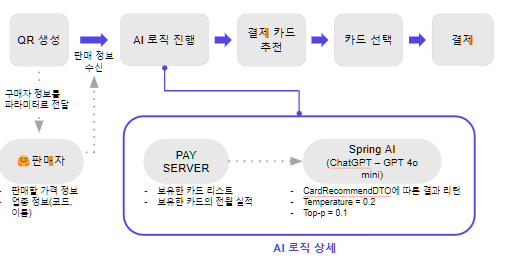 QR 생성
AI 로직 진행
결제 카드
추천
카드 선택
결제
판매 정보
수신
구매자 정보를
파라미터로 전달
판매자
- 판매할 가격 정보
- 업종 정보(코드,
이름)
PAY
SERVER
- 보유한 카드 리스트
- 보유한 카드의 전월 실적
Spring AI
(ChatGPT – GPT 4o
mini)
- CardRecommendDTO에 따른 결과 리턴
- Temperature = 0.2
- Top-p = 0.1
AI 로직 상세